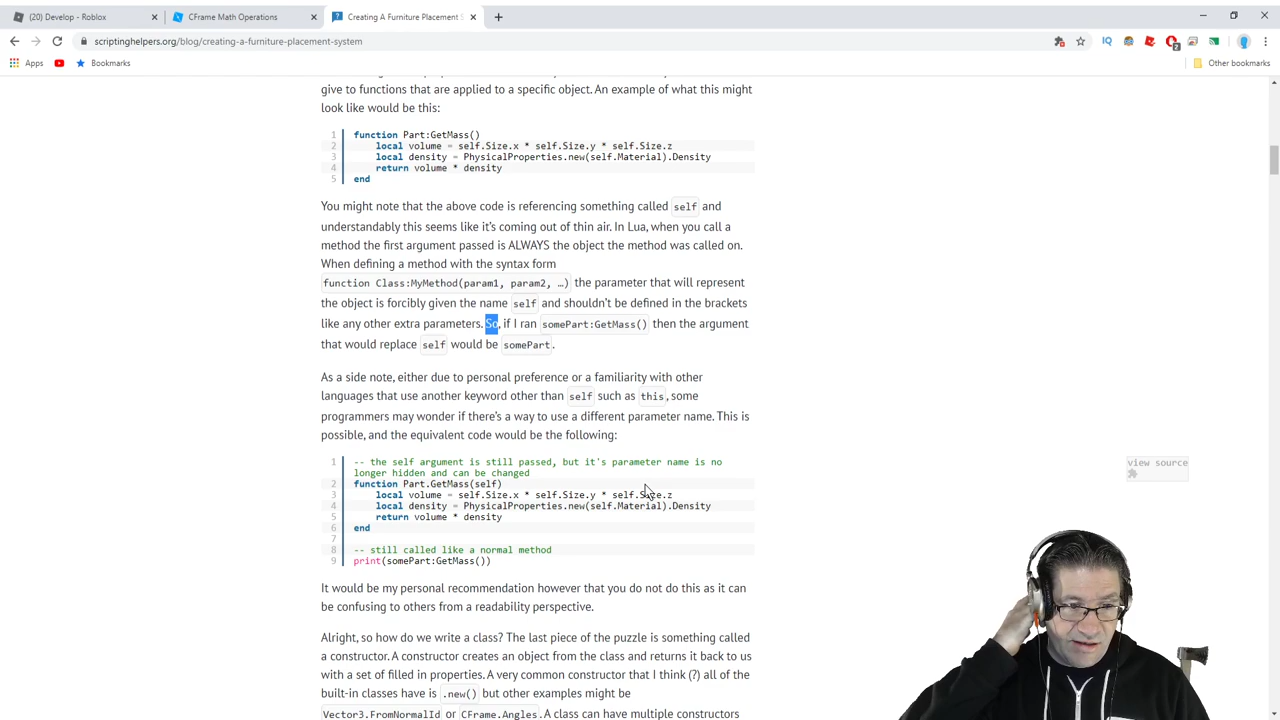 (20) Develop - Roblox
CFrame Math Operations
Creating A Furniture Placement S
scriptinghelpers.org/blog/creating-a-furniture-placement-system
Apps
Bookmarks
Other bookmarks
give to functions that are applied to a specific object. An example of what this might
look like would be this:
1 function Part:GetMass()
2 local volume = self.Size.x * self.Size.y * self.Size.z
3 local density = PhysicalProperties.new(self.Material).Density
4 return volume * density
5 end
You might note that the above code is referencing something called self and
understandably this seems like it's coming out of thin air. In Lua, when you call a
method the first argument passed is ALWAYS the object the method was called on.
When defining a method with the syntax form
function Class:MyMethod(param1, param2, …) the parameter that will represent
the object is forcibly given the name self and shouldn't be defined in the brackets
like any other extra parameters. So, if I ran somePart:GetMass() then the argument
that would replace self would be somePart.
As a side note, either due to personal preference or a familiarity with other
languages that use another keyword other than self such as this, some
programmers may wonder if there's a way to use a different parameter name. This is
possible, and the equivalent code would be the following:
1 -- the self argument is still passed, but it's parameter name is no
longer hidden and can be changed
2 function Part.GetMass(self)
3 local volume = self.Size.x * self.Size.y * self.Size.z
4 local density = PhysicalProperties.new(self.Material).Density
5 return volume * density
6 end
7
8 -- still called like a normal method
9 print(somePart:GetMass())
view source
It would be my personal recommendation however that you do not do this as it can
be confusing to others from a readability perspective.
Alright, so how do we write a class? The last piece of the puzzle is something called
a constructor. A constructor creates an object from the class and returns it back to us
with a set of filled in properties. A very common constructor that I think (?) all of the
built-in classes have is .new() but other examples might be
Vector3.FromNormalId or CFrame.Angles. A class can have multiple constructors